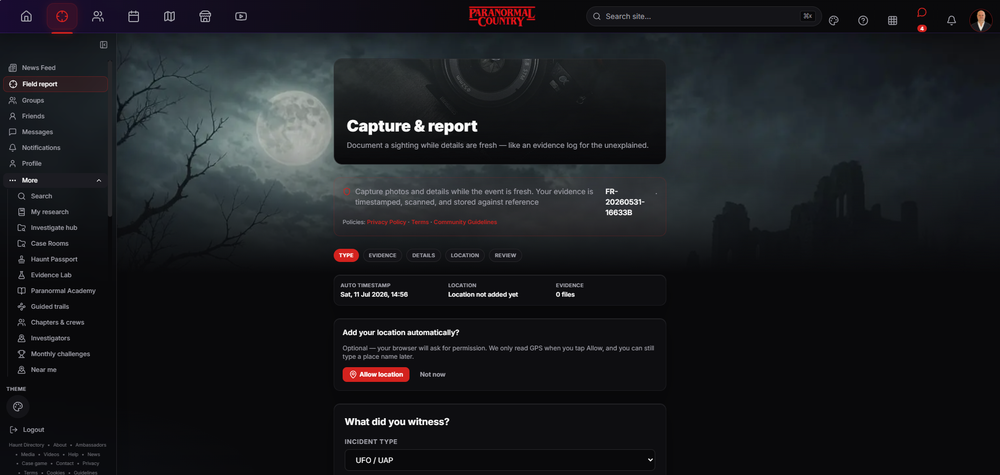 PARANORMAL
COUNTRY
Search site...
⌘K
4
News Feed
Field report
Groups
Friends
Messages
Notifications
Profile
More
Search
My research
Investigate hub
Case Rooms
Haunt Passport
Evidence Lab
Paranormal Academy
Guided trails
Chapters & crews
Investigators
Monthly challenges
Near me
THEME
Logout
Haunt Directory • About • Ambassadors
• Media • Videos • Help • News
• Case game • Contact • Privacy
• Terms • Cookies • Guidelines
Capture & report
Document a sighting while details are fresh — like an evidence log for the unexplained.
Capture photos and details while the event is fresh. Your evidence is
timestamped, scanned, and stored against reference
FR-
20260531-
16633B
.
Policies: Privacy Policy · Terms · Community Guidelines
TYPE
EVIDENCE
DETAILS
LOCATION
REVIEW
AUTO TIMESTAMP
Sat, 11 Jul 2026, 14:56
LOCATION
Location not added yet
EVIDENCE
0 files
Add your location automatically?
Optional — your browser will ask for permission. We only read GPS when you tap Allow, and you can still
type a place name later.
Allow location
Not now
What did you witness?
INCIDENT TYPE
UFO / UAP